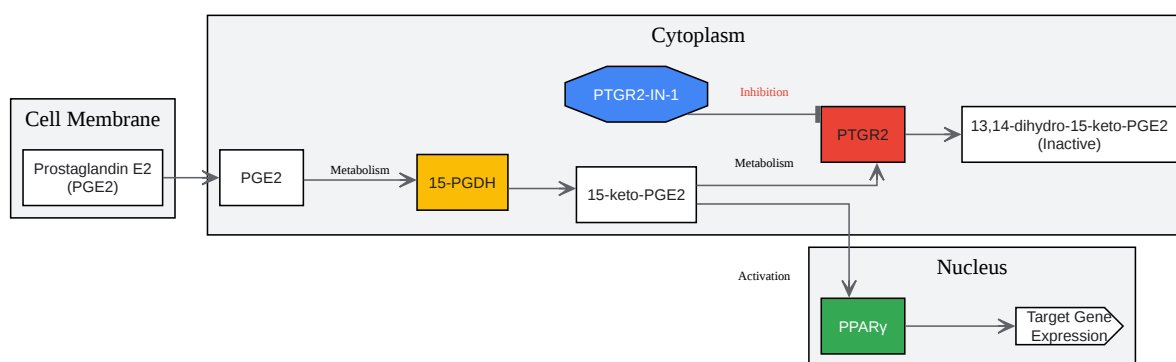 Cytoplasm
PTGR2-IN-1
Inhibition
Cell Membrane
PTGR2
13,14-dihydro-15-keto-PGE2
(Inactive)
Prostaglandin E2
(PGE2)
PGE2
Metabolism
15-PGDH
15-keto-PGE2
Metabolism
Nucleus
Activation
PPARγ
Target Gene
Expression